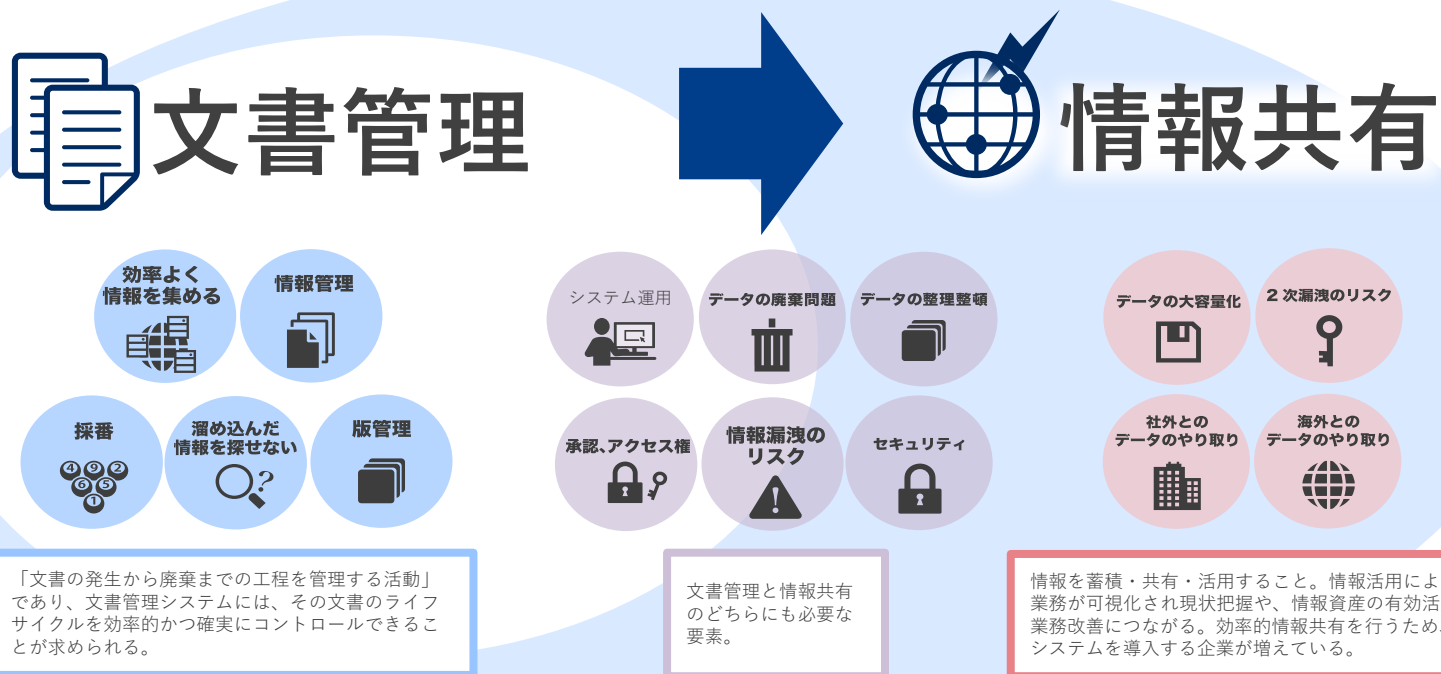 文書管理
情報共有
効率よく
情報を集める
情報管理
採番
4 9 2
6 5
1
溜め込んだ
情報を探せない
?
版管理
システム運用
データの廃棄問題
データの整理整頓
承認、アクセス権
情報漏洩の
リスク
!
セキュリティ
データの大容量化
2次漏洩のリスク
社外との
データのやり取り
海外との
データのやり取り
「文書の発生から廃棄までの工程を管理する活動」
であり、文書管理システムには、その文書のライフ
サイクルを効率的かつ確実にコントロールできるこ
とが求められる。
文書管理と情報共有
のどちらにも必要な
要素。
情報を蓄積・共有・活用すること。情報活用によ
業務が可視化され現状把握や、情報資産の有効活
業務改善につながる。効率的情報共有を行うため
システムを導入する企業が増えている。